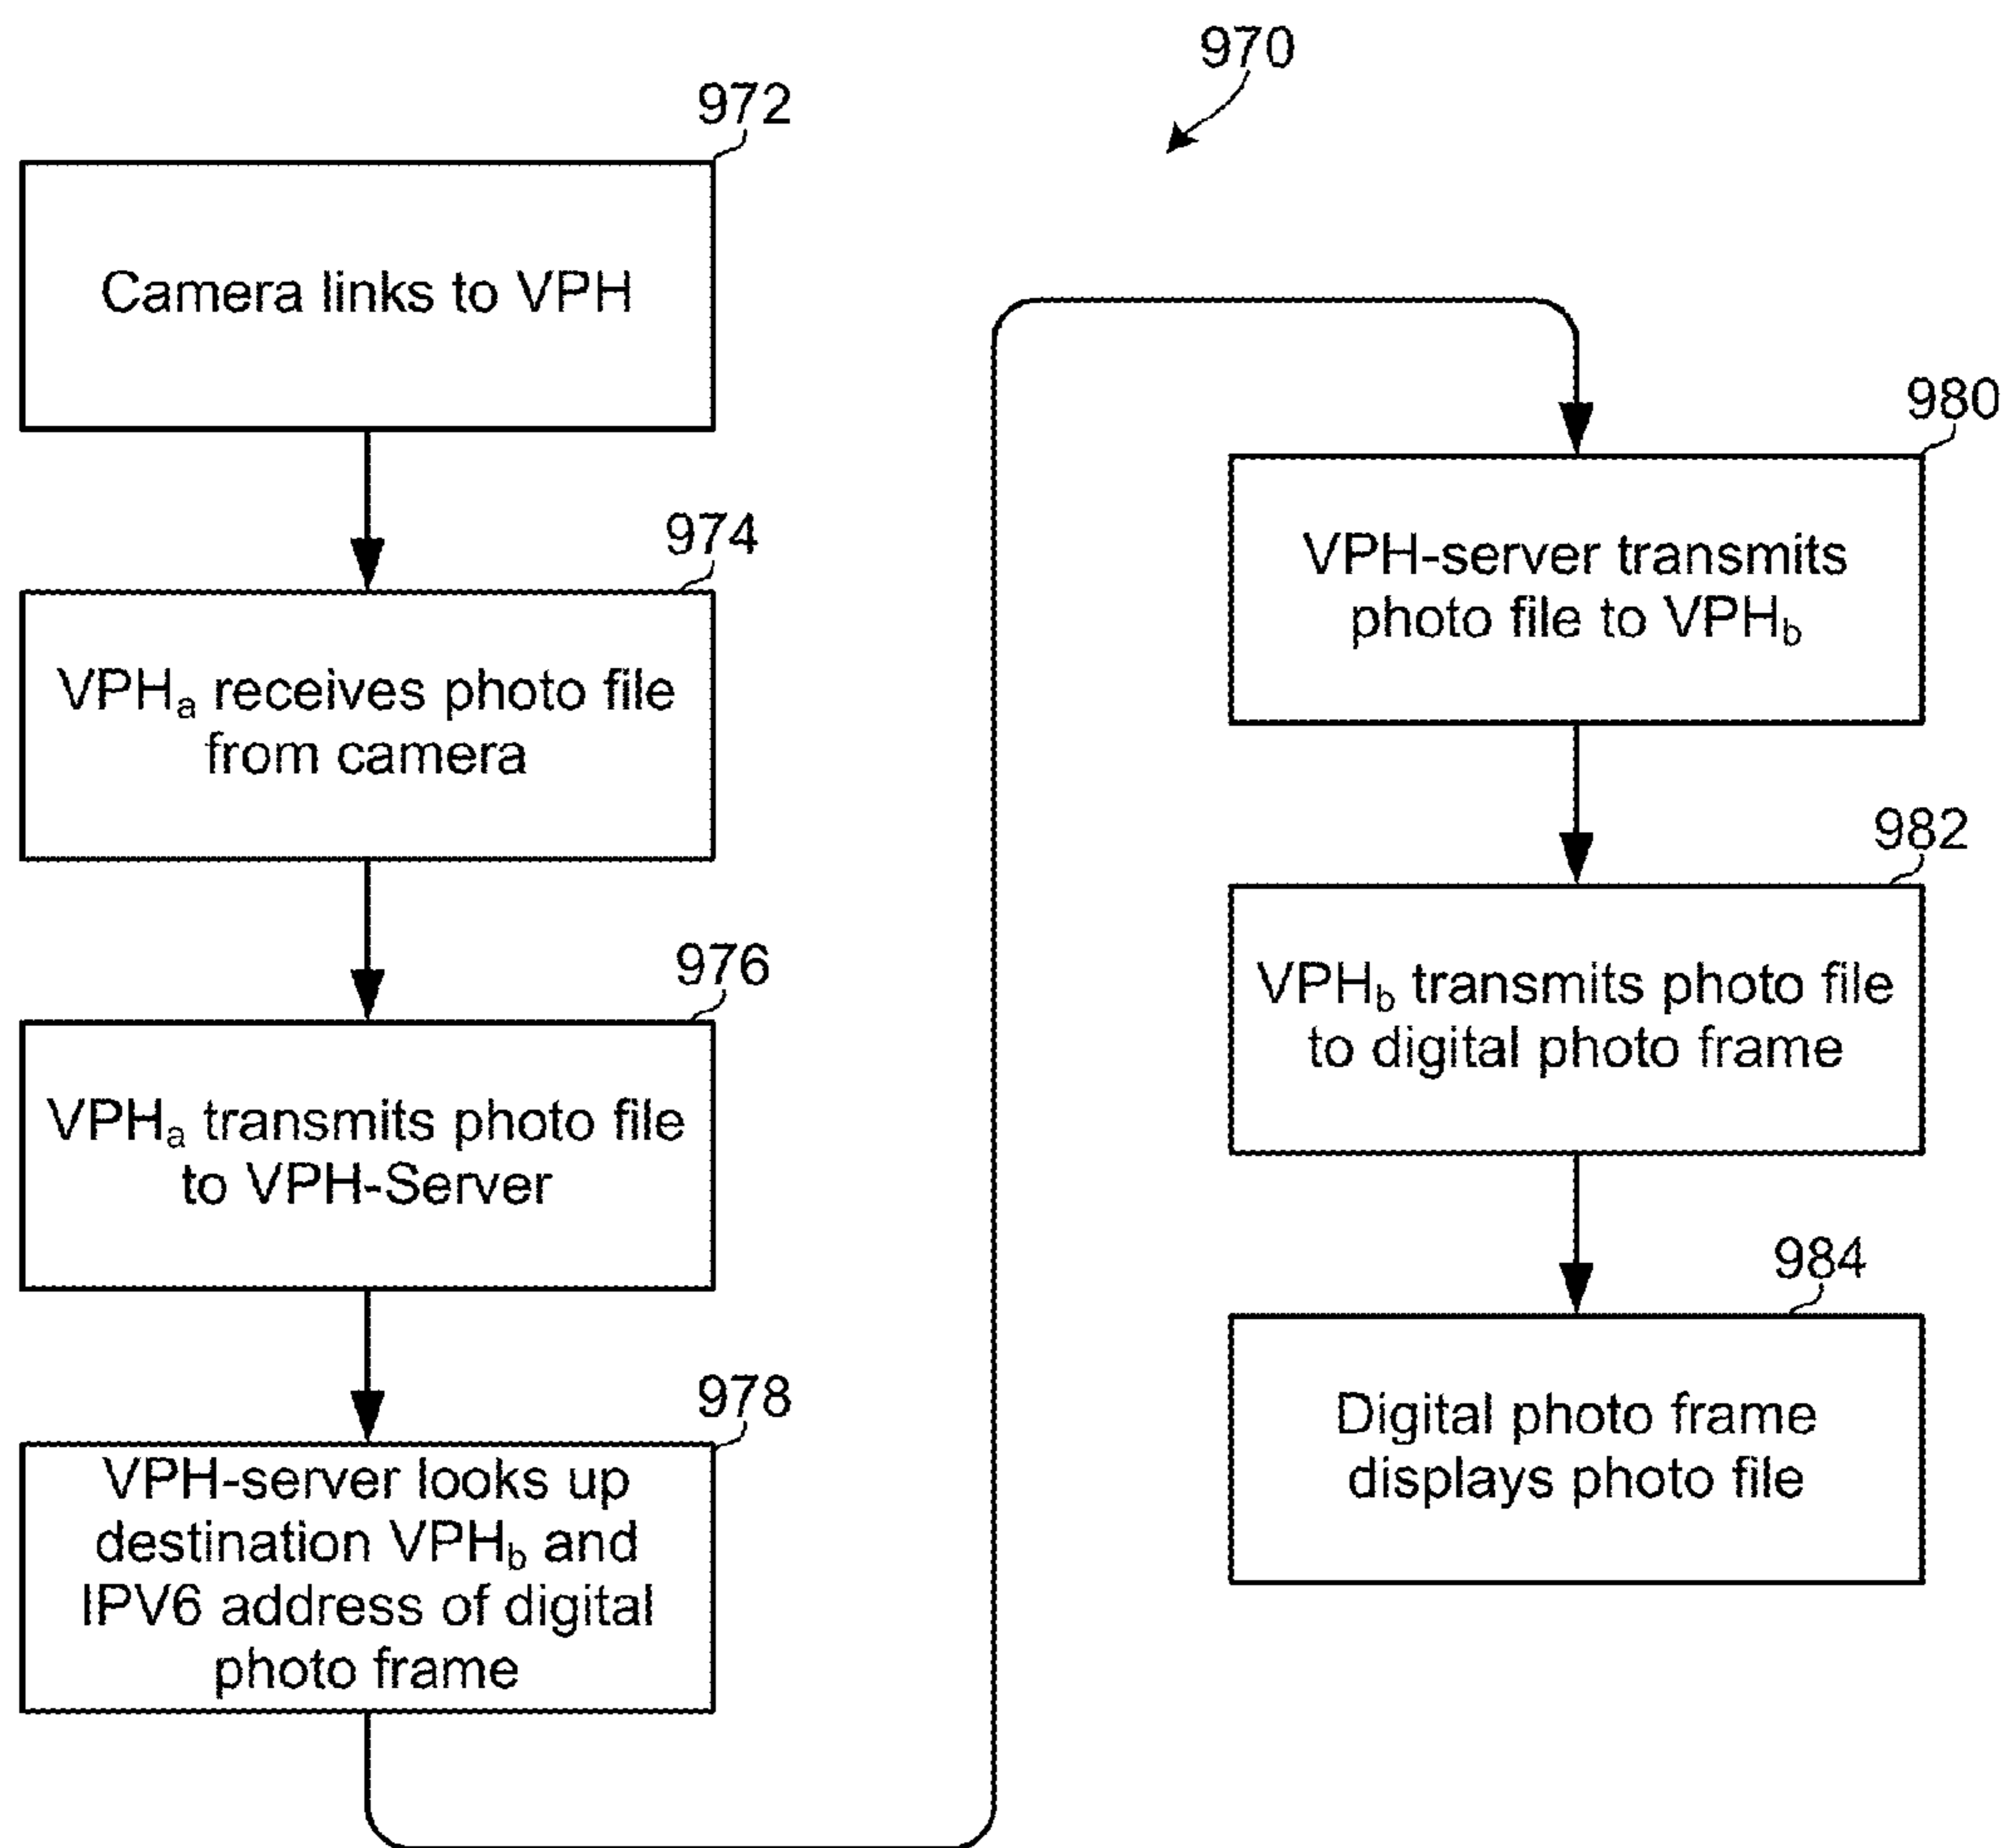 970
972
Camera links to VPH
974
VPHa receives photo file
from camera
976
VPHa transmits photo file
to VPH-Server
978
VPH-server looks up
destination VPHb and
IPV6 address of digital
photo frame
980
VPH-server transmits
photo file to VPHb
982
VPHb transmits photo file
to digital photo frame
984
Digital photo frame
displays photo file